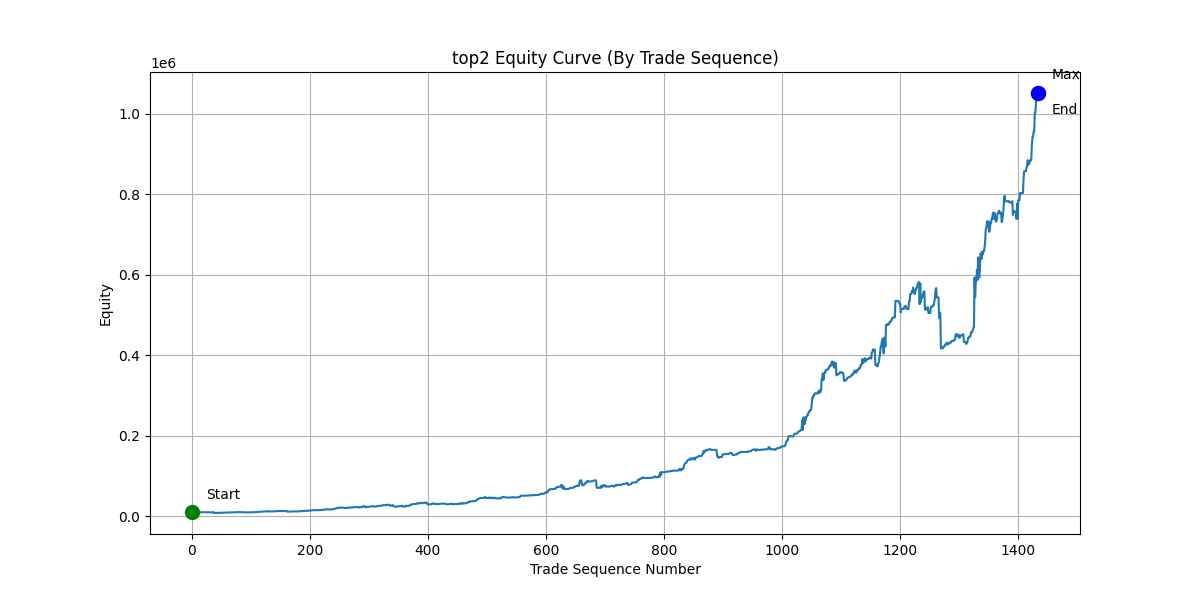 top2 Equity Curve (By Trade Sequence)
1e6
Max
End
1.0
0.8
0.6
0.4
0.2
0.0
Equity
Start
0 200 400 600 800 1000 1200 1400
Trade Sequence Number